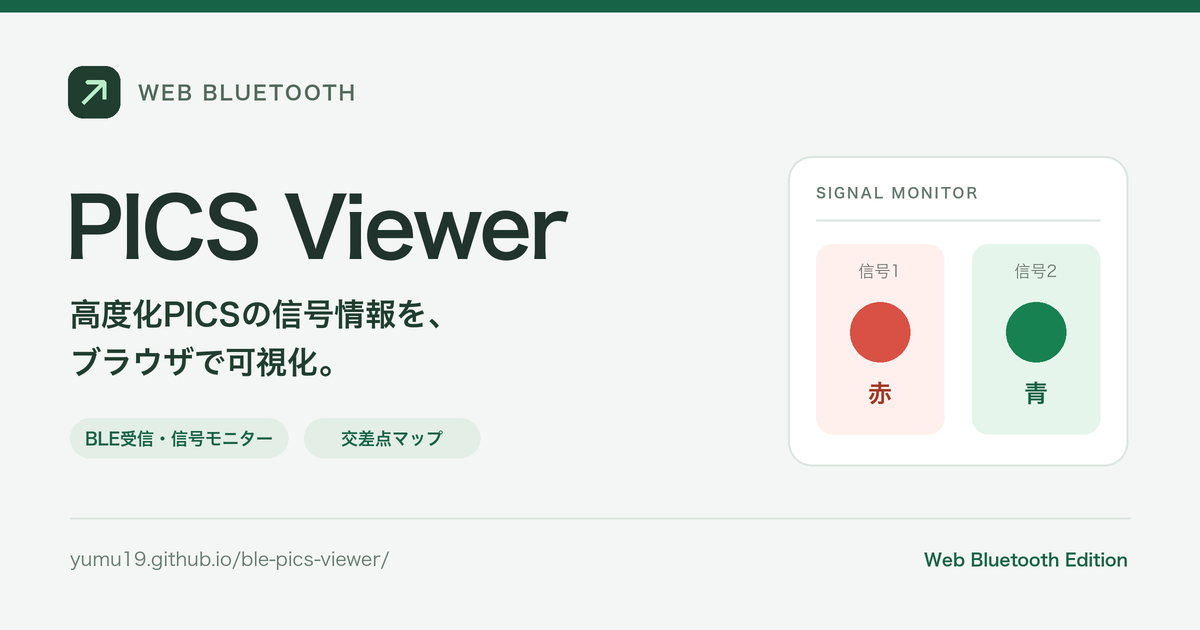 WEB BLUETOOTH
PICS Viewer
高度化PICSの信号情報を、
ブラウザで可視化。
BLE受信・信号モニター
交差点マップ
SIGNAL MONITOR
信号1
赤
信号2
青
yumu19.github.io/ble-pics-viewer/
Web Bluetooth Edition